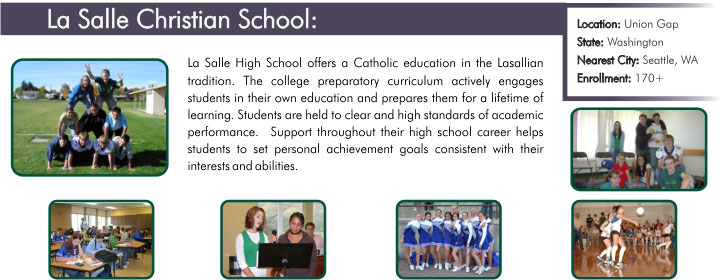 La Salle Christian School:
Location: Union Gap
State: Washington
Nearest City: Seattle, WA
Enrollment: 170+
La Salle High School offers a Catholic education in the Lasallian
tradition. The college preparatory curriculum actively engages
students in their own education and prepares them for a lifetime of
learning. Students are held to clear and high standards of academic
performance. Support throughout their high school career helps
students to set personal achievement goals consistent with their
interests and abilities.